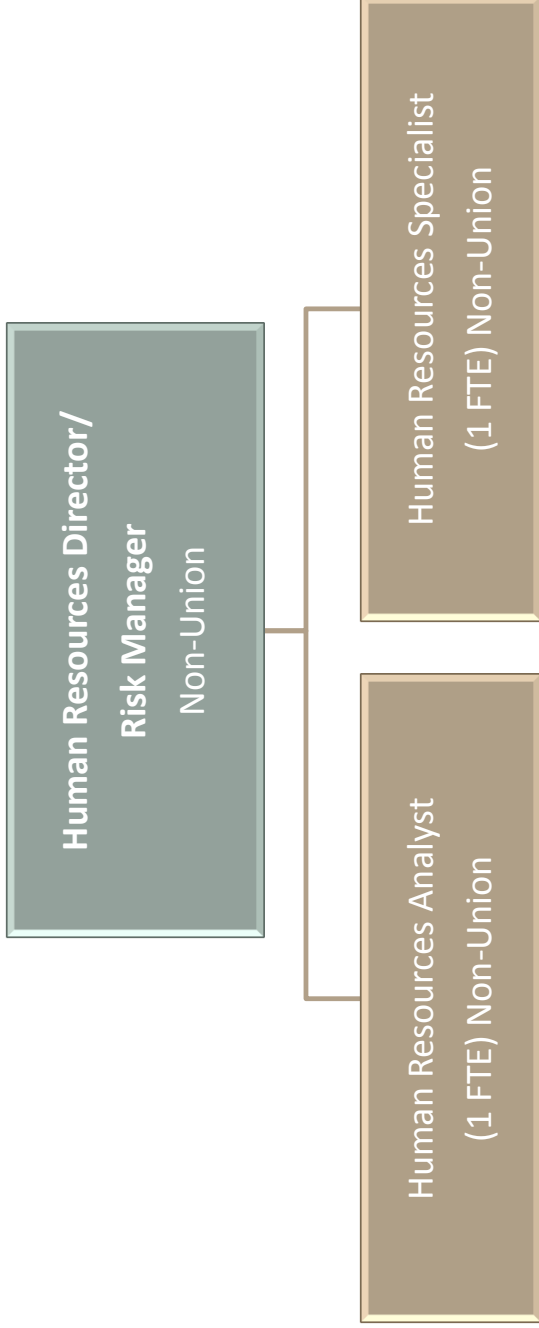 Human Resources Director/
Risk Manager
Non-Union
Human Resources Analyst
(1 FTE) Non-Union
Human Resources Specialist
(1 FTE) Non-Union